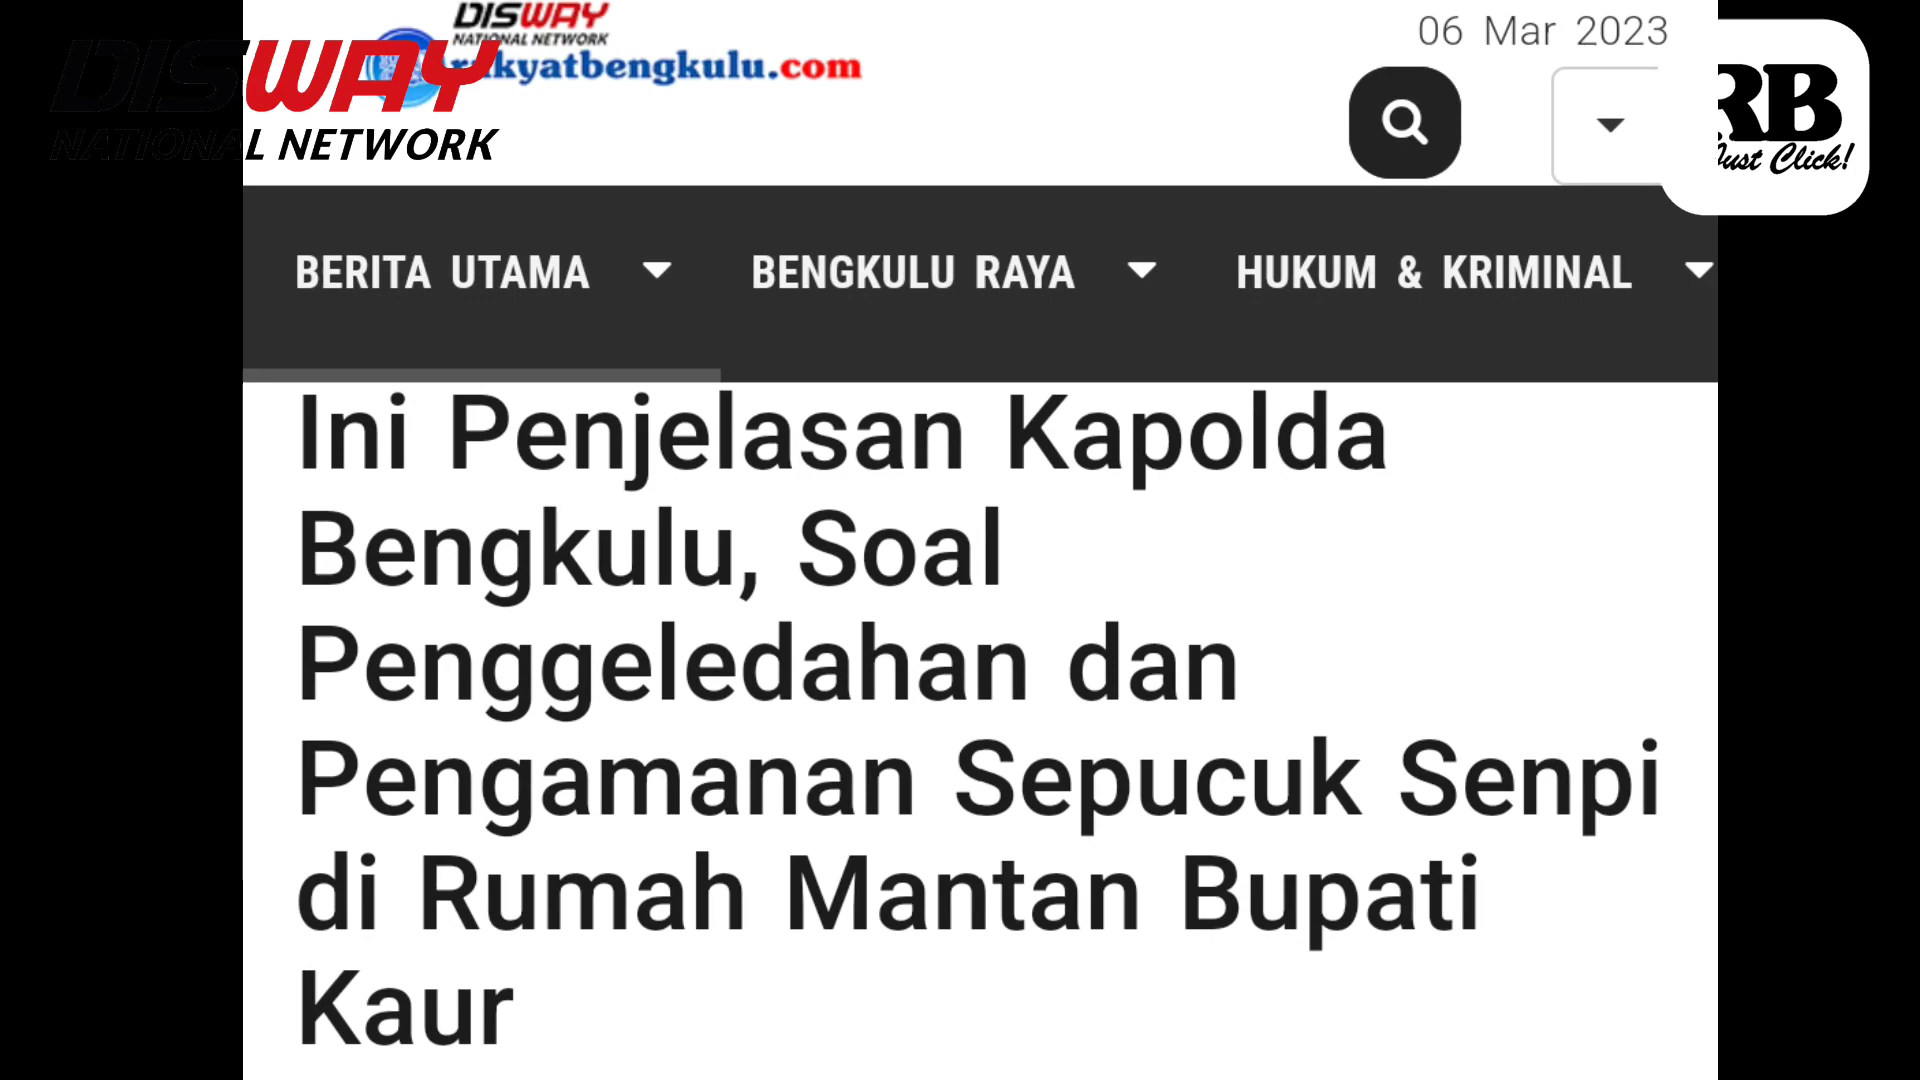 DISWAY
NATIONAL NETWORK
06 Mar 2023
DISWAY
NATIONAL NETWORK
rakyatbengkulu.com
RB
Just Click!
BERITA UTAMA
BENGKULU RAYA
HUKUM & KRIMINAL
Ini Penjelasan Kapolda
Bengkulu, Soal
Penggeledahan dan
Pengamanan Sepucuk Senpi
di Rumah Mantan Bupati
Kaur